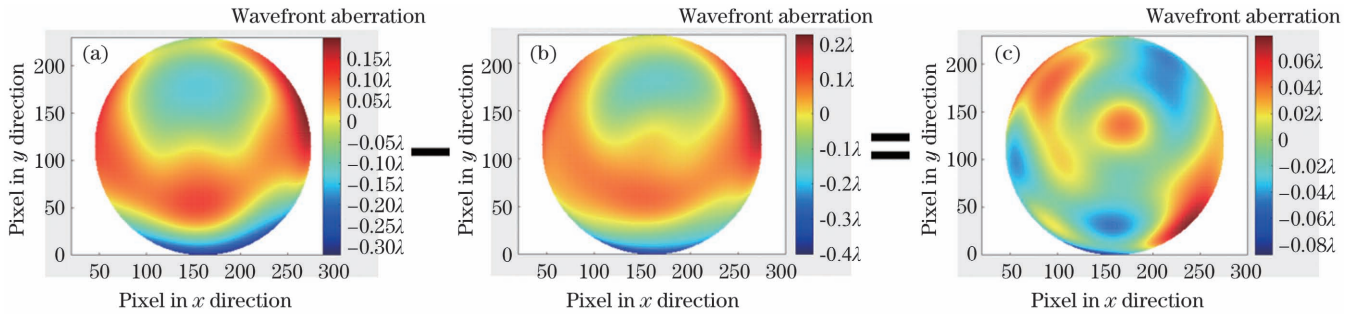 Wavefront aberration
(a)
Pixel in y direction
200
150
100
50
0
50 100 150 200 250 300
Pixel in x direction
0.15λ
0.10λ
0.05λ
0
−0.05λ
−0.10λ
−0.15λ
−0.20λ
−0.25λ
−0.30λ
Wavefront aberration
(b)
Pixel in y direction
200
150
100
50
0
50 100 150 200 250 300
Pixel in x direction
0.2λ
0.1λ
0
-0.1λ
-0.2λ
-0.3λ
-0.4λ
Wavefront aberration
(c)
Pixel in y direction
200
150
100
50
0
50 100 150 200 250 300
Pixel in x direction
0.06λ
0.04λ
0.02λ
0
-0.02λ
−0.04λ
−0.06λ
−0.08λ